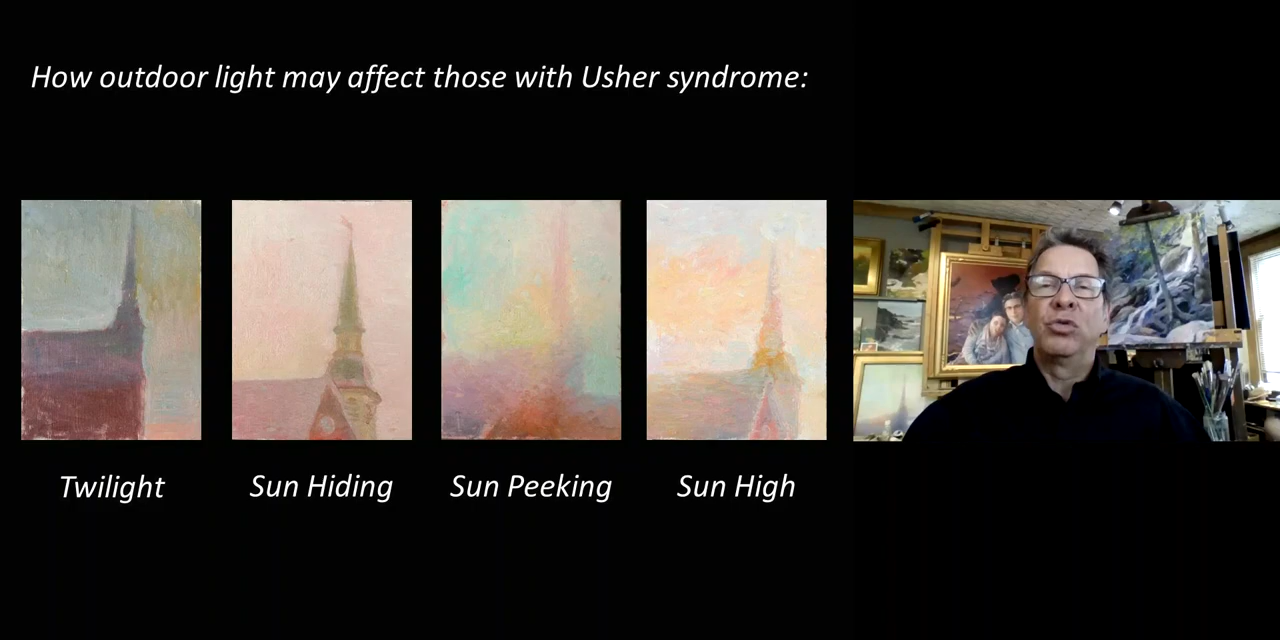 How outdoor light may affect those with Usher syndrome:
Twilight
Sun Hiding
Sun Peeking
Sun High